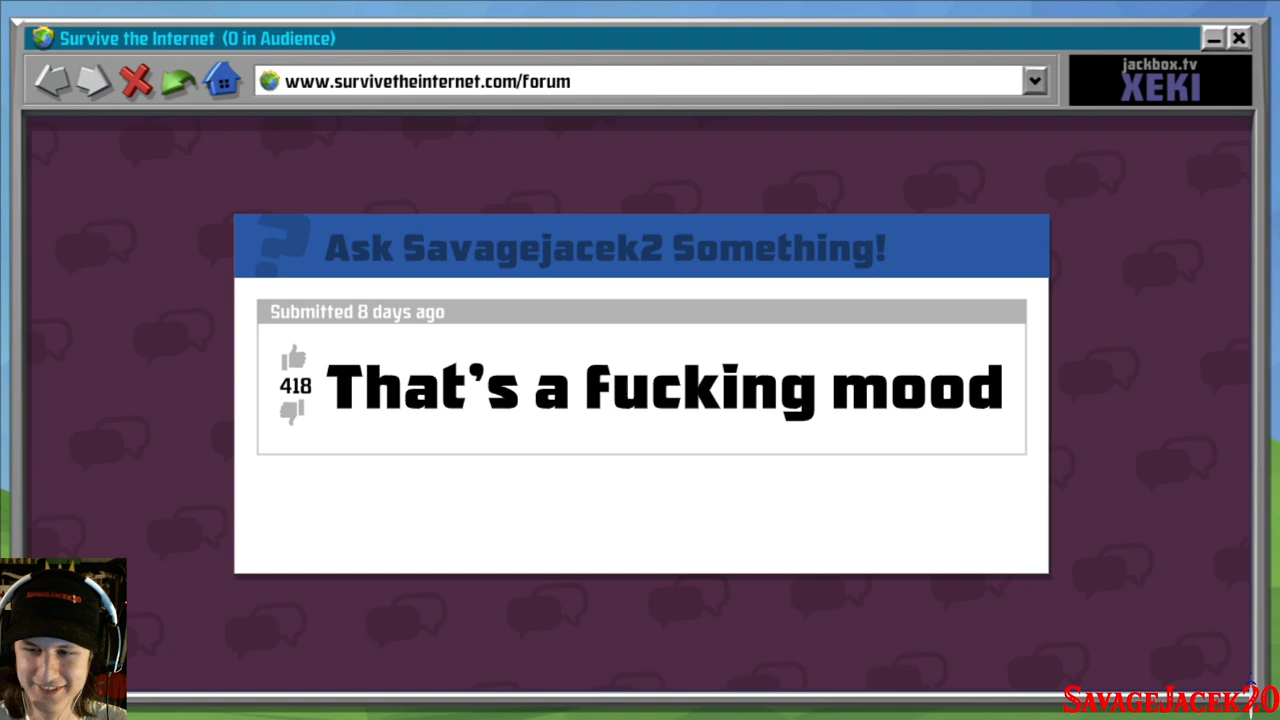 Survive the Internet (0 in Audience)
www.survivetheinternet.com/forum
jackbox.tv
XEKI
Ask Savagejacek2 Something!
Submitted 8 days ago
418
That's a fucking mood
SavageJacek20
SavageJacek20